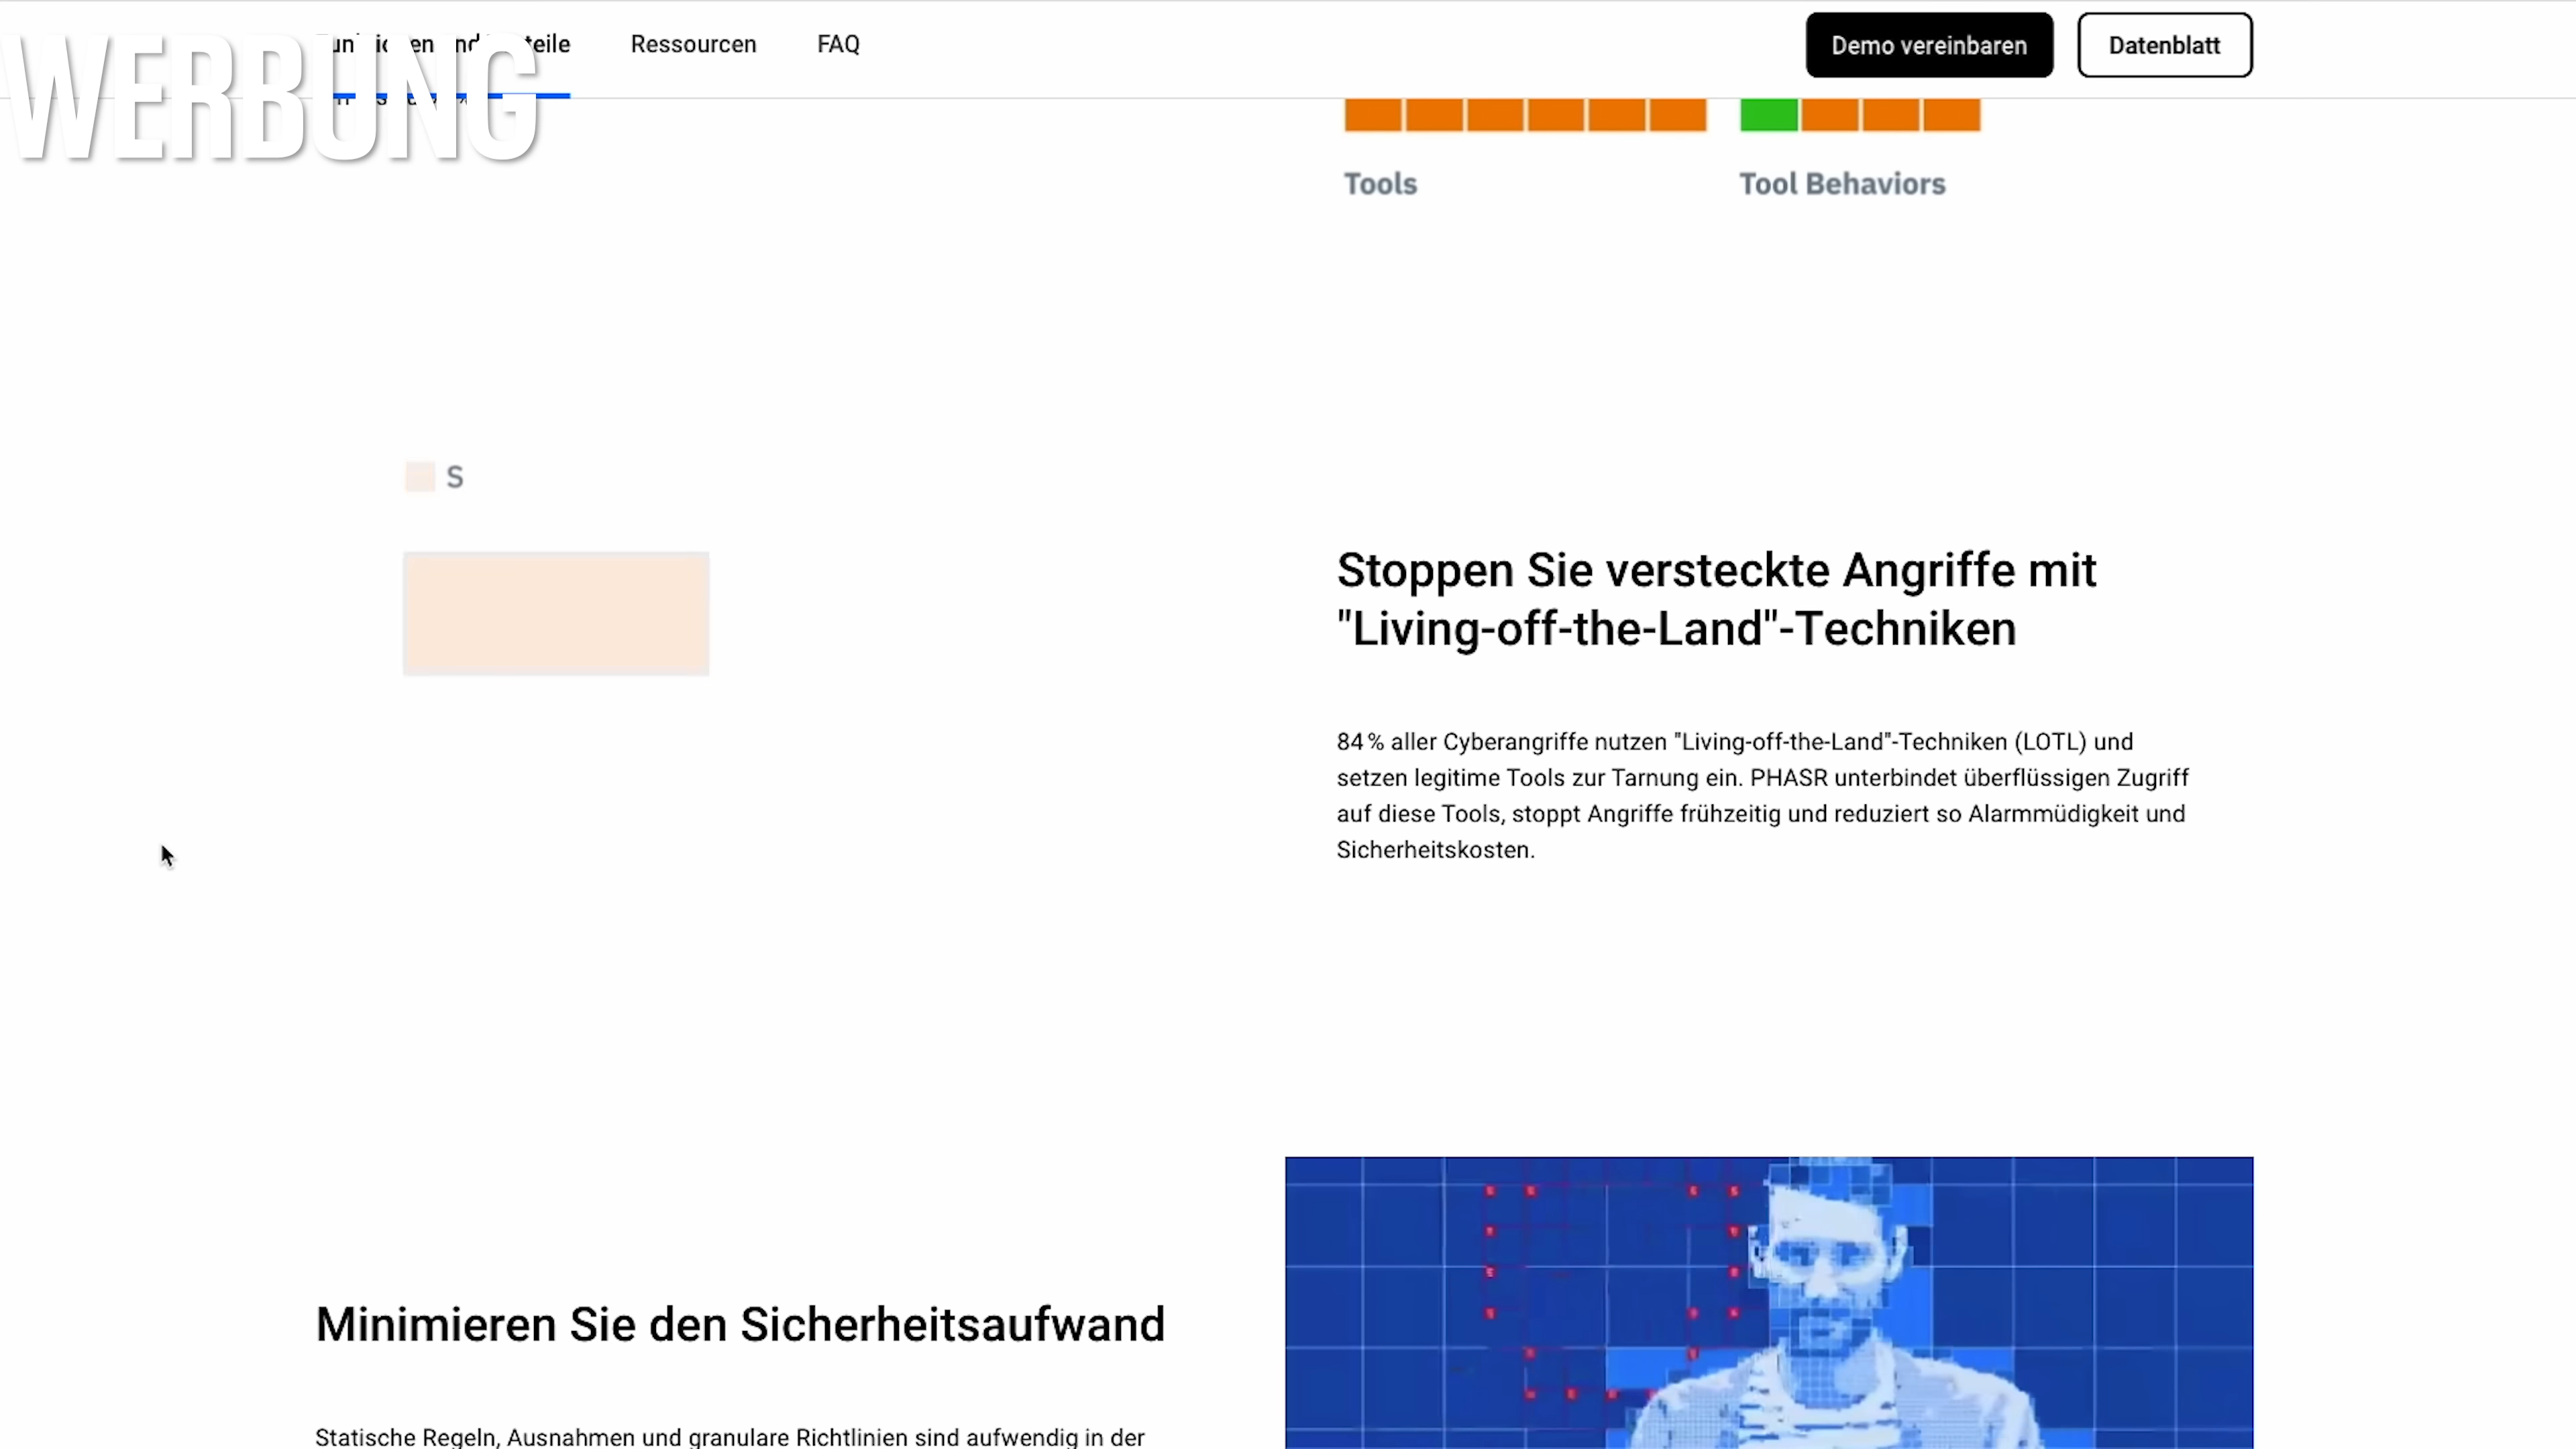 WERBUNG
Ressourcen
FAQ
Demo vereinbaren
Datenblatt
Tools
Tool Behaviors
S
Stoppen Sie versteckte Angriffe mit
"Living-off-the-Land"-Techniken
84 % aller Cyberangriffe nutzen "Living-off-the-Land"-Techniken (LOTL) und
setzen legitime Tools zur Tarnung ein. PHASR unterbindet überflüssigen Zugriff
auf diese Tools, stoppt Angriffe frühzeitig und reduziert so Alarmmüdigkeit und
Sicherheitskosten.
Minimieren Sie den Sicherheitsaufwand
Statische Regeln, Ausnahmen und granulare Richtlinien sind aufwendig in der